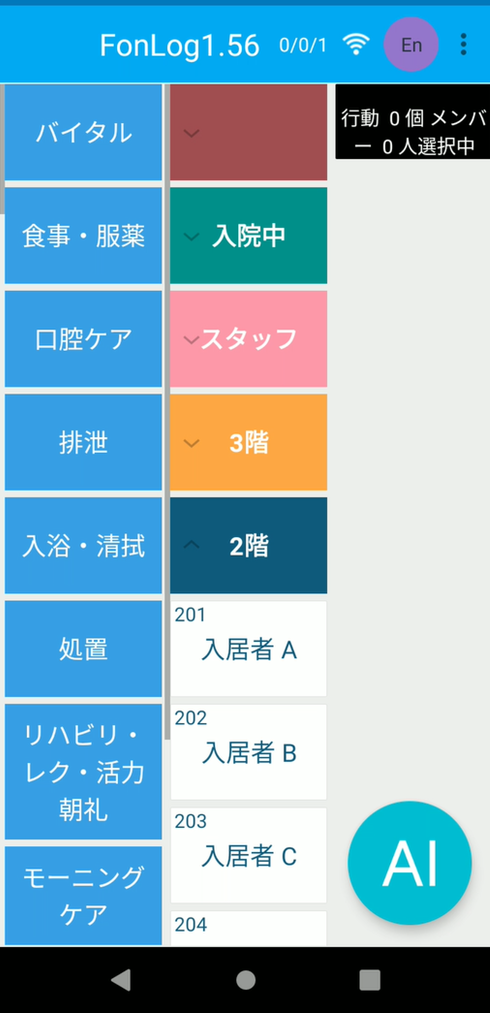 FonLog1.56
0/0/1
En
バイタル
食事・服薬
口腔ケア
排泄
入浴・清拭
処置
リハビリ・
レク・活力
朝礼
モーニング
ケア
入院中
スタッフ
3階
2階
201
入居者 A
202
入居者 B
203
入居者 C
204
行動 0 個 メンバ
ー 0 人選択中
AI